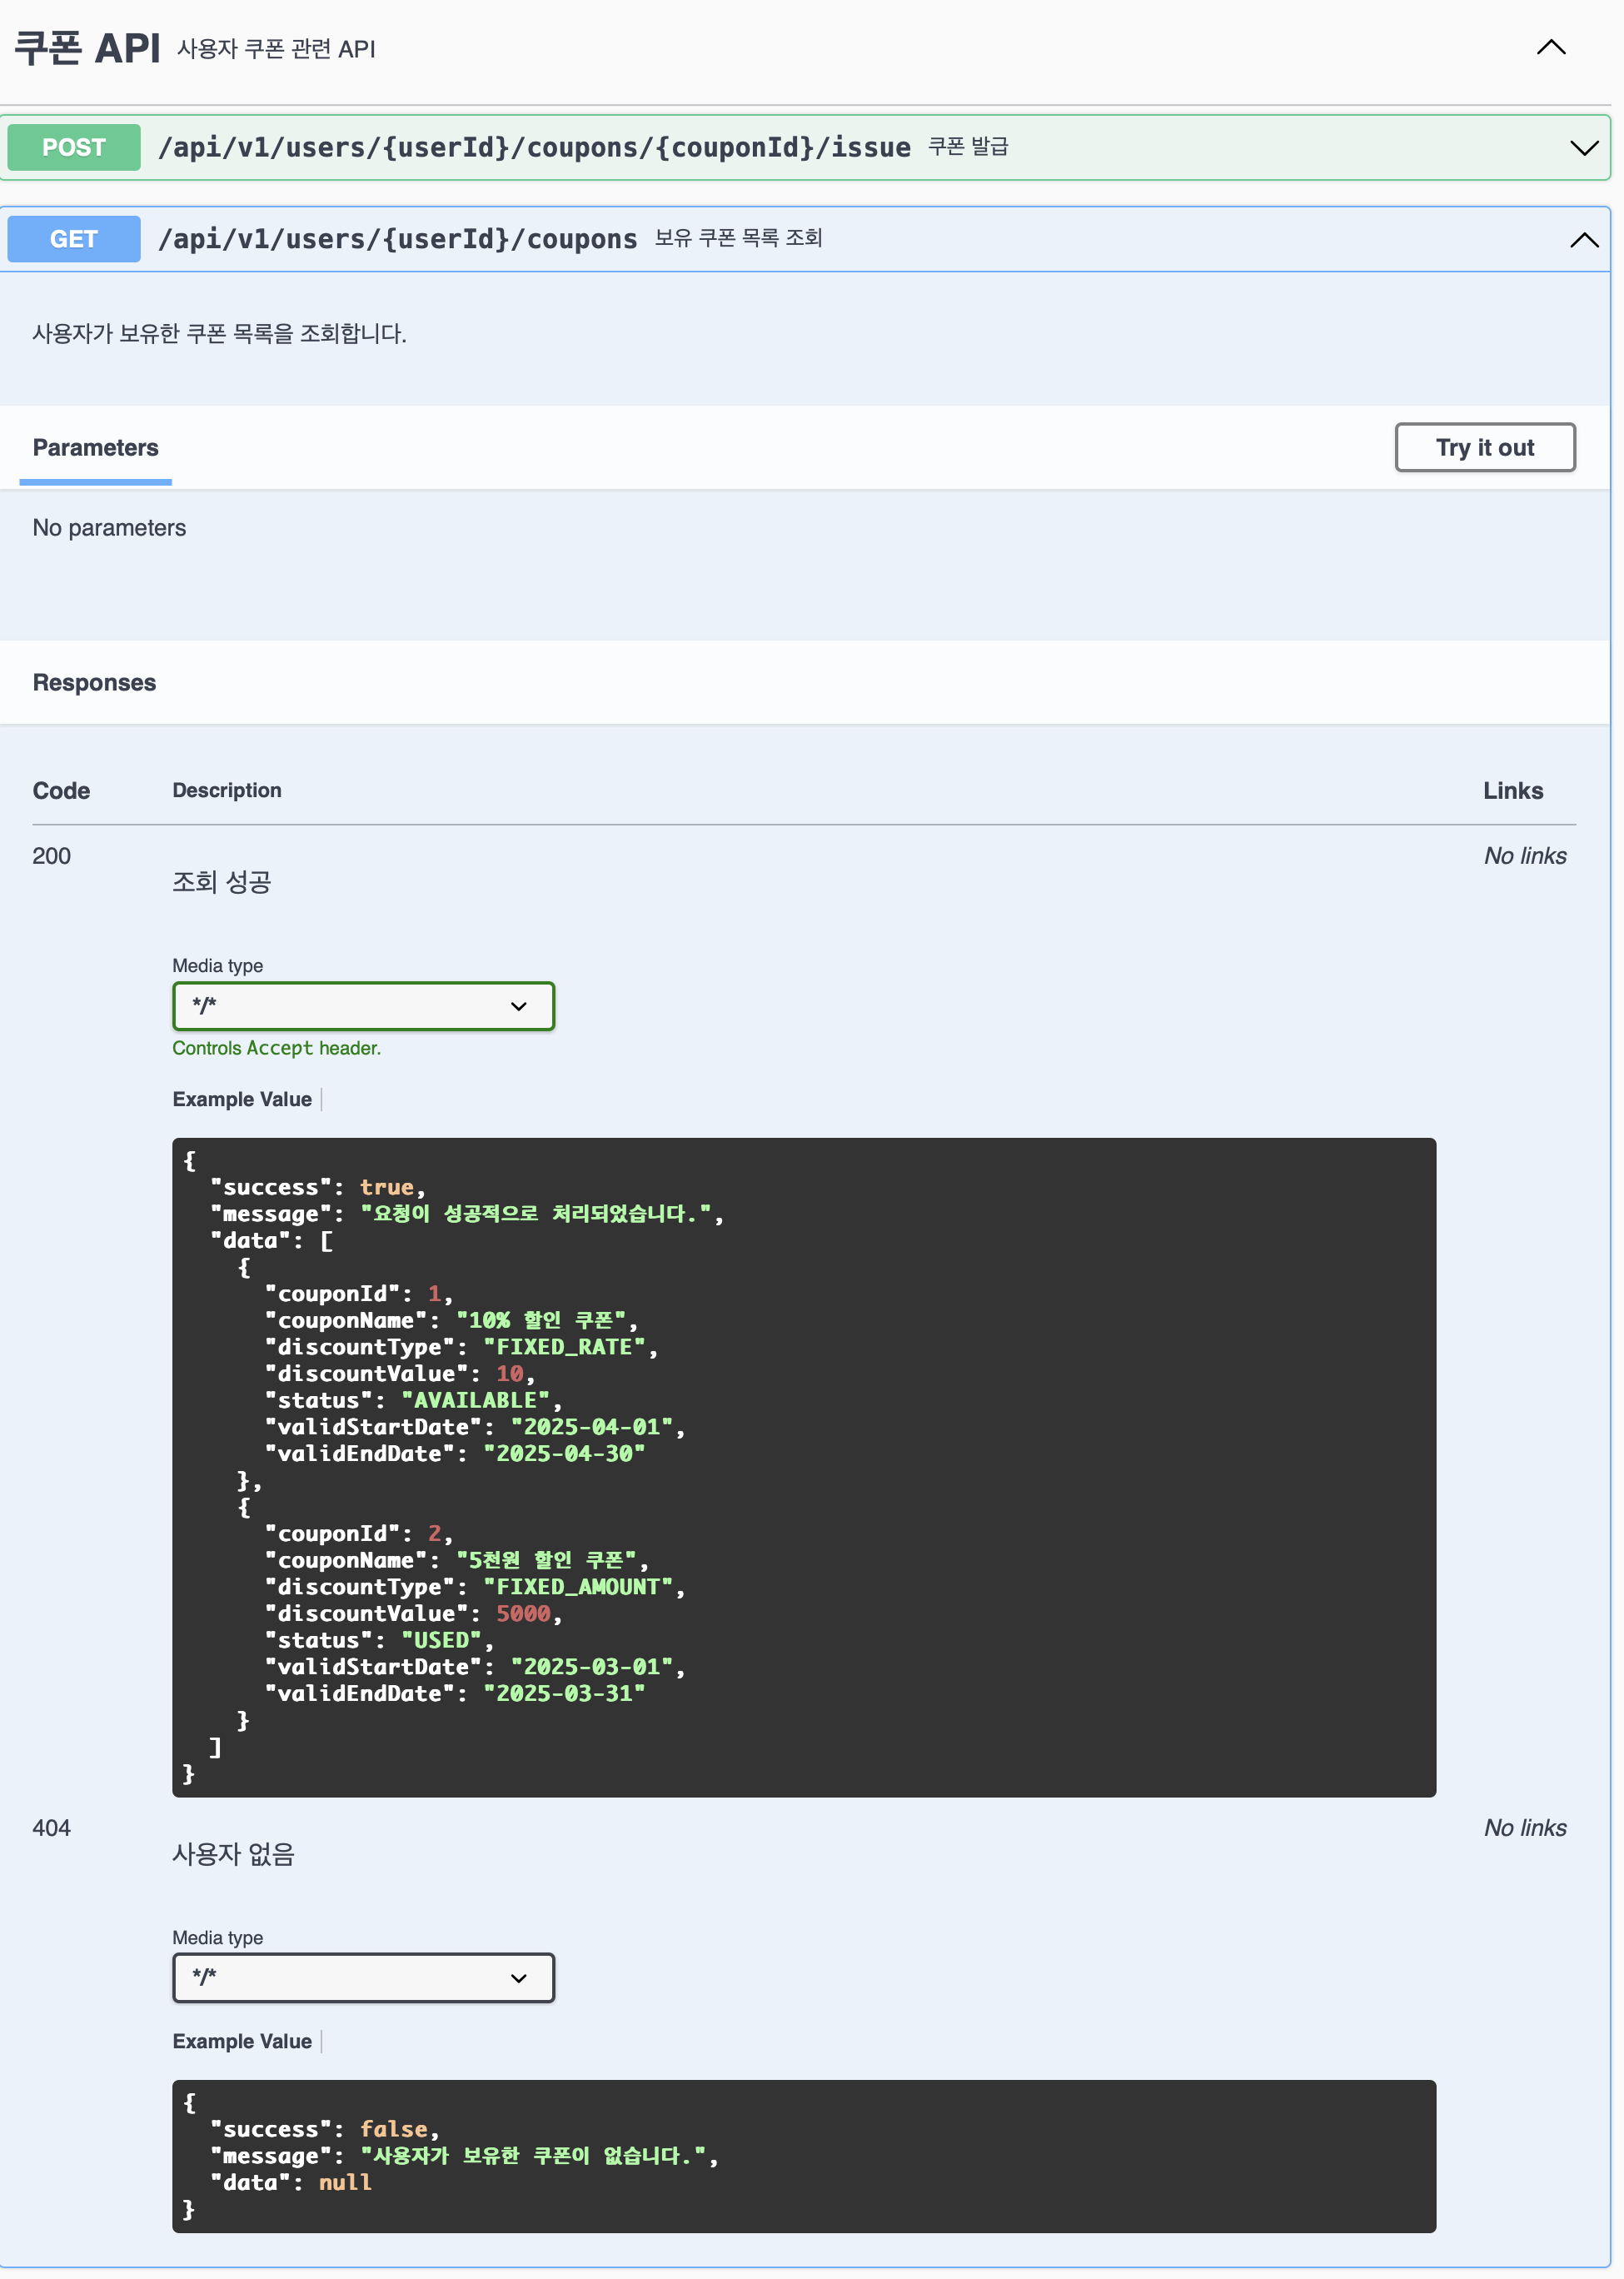 쿠폰 API 사용자 쿠폰 관련 API
POST /api/v1/users/{userId}/coupons/{couponId}/issue 쿠폰 발급
GET /api/v1/users/{userId}/coupons 보유 쿠폰 목록 조회
사용자가 보유한 쿠폰 목록을 조회합니다.
Parameters Try it out
No parameters
Responses
Code Description Links
200 No links
조회 성공
Media type
*/*
Controls Accept header.
Example Value
{
  "success": true,
  "message": "요청이 성공적으로 처리되었습니다.",
  "data": [
    {
      "couponId": 1,
      "couponName": "10% 할인 쿠폰",
      "discountType": "FIXED_RATE",
      "discountValue": 10,
      "status": "AVAILABLE",
      "validStartDate": "2025-04-01",
      "validEndDate": "2025-04-30"
    },
    {
      "couponId": 2,
      "couponName": "5천원 할인 쿠폰",
      "discountType": "FIXED_AMOUNT",
      "discountValue": 5000,
      "status": "USED",
      "validStartDate": "2025-03-01",
      "validEndDate": "2025-03-31"
    }
  ]
}
404 No links
사용자 없음
Media type
*/*
Example Value
{
  "success": false,
  "message": "사용자가 보유한 쿠폰이 없습니다.",
  "data": null
}